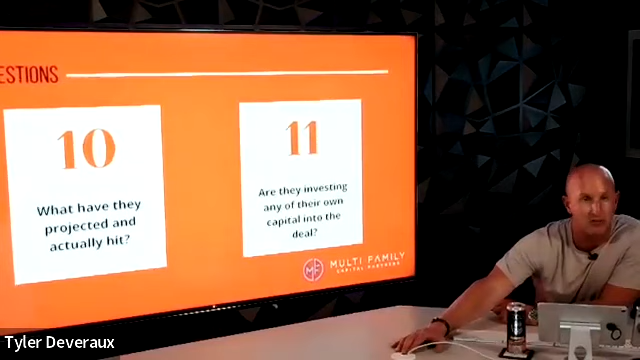 ESTIONS
10
What have they
projected and
actually hit?
11
Are they investing
any of their own
capital into the
deal?
MF
MULTI FAMILY
CAPITAL PARTNERS
Tyler Deveraux